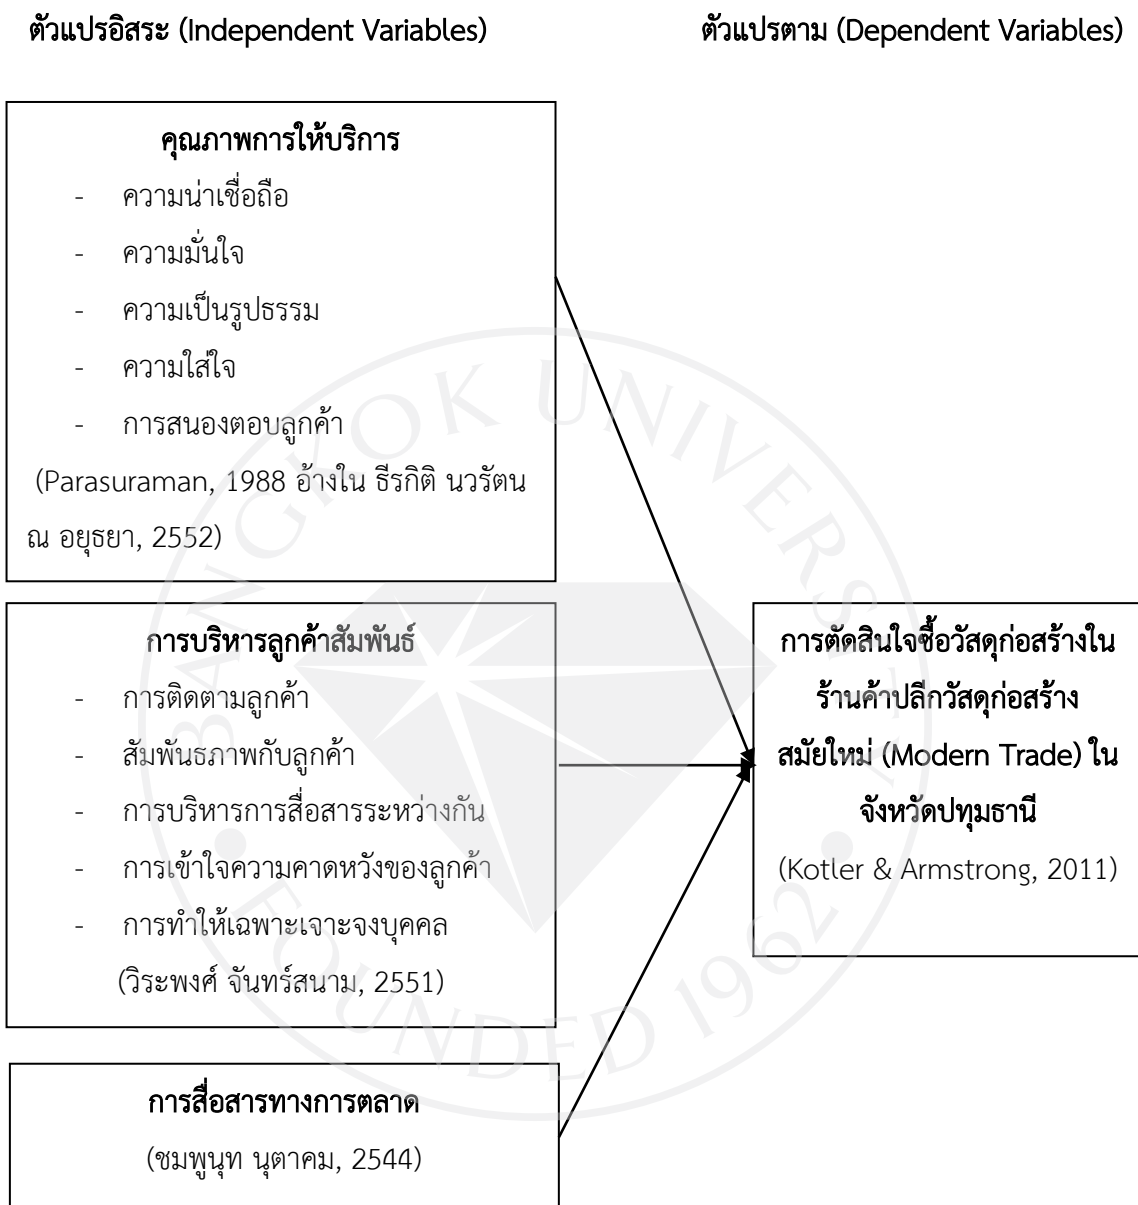 ตัวแปรอิสระ (Independent Variables)
ตัวแปรตาม (Dependent Variables)
คุณภาพการให้บริการ
- ความน่าเชื่อถือ
- ความมั่นใจ
- ความเป็นรูปธรรม
- ความใส่ใจ
- การสนองตอบลูกค้า
(Parasuraman, 1988 อ้างใน ธีรกิติ นวรัตน
ณ อยุธยา, 2552)
การบริหารลูกค้าสัมพันธ์
- การติดตามลูกค้า
- สัมพันธภาพกับลูกค้า
- การบริหารการสื่อสารระหว่างกัน
- การเข้าใจความคาดหวังของลูกค้า
- การทำให้เฉพาะเจาะจงบุคคล
(วิระพงศ์ จันทร์สนาม, 2551)
การสื่อสารทางการตลาด
(ชมพูนุท นุตาคม, 2544)
การตัดสินใจซื้อวัสดุก่อสร้างใน
ร้านค้าปลีกวัสดุก่อสร้าง
สมัยใหม่ (Modern Trade) ใน
จังหวัดปทุมธานี
(Kotler & Armstrong, 2011)
BANGKOK UNIVERSITY
FOUNDED 1962